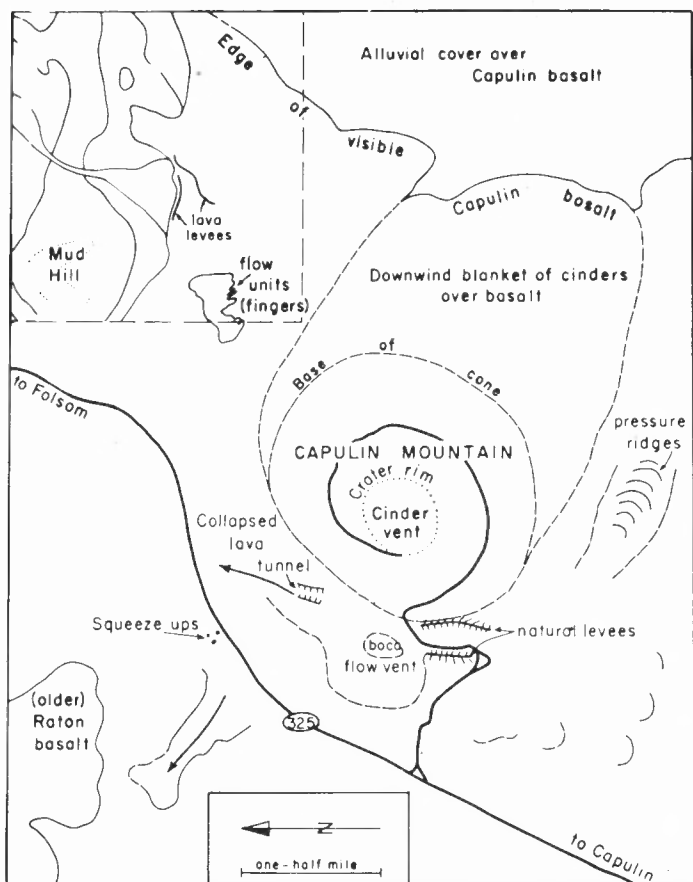 Edge
of
visible
Capulin basalt
Alluvial cover over
Capulin basalt
lava
levees
Mud
Hill
flow
units
(fingers)
Downwind blanket of cinders
over basalt
Base of cone
to Folsom
pressure
ridges
CAPULIN MOUNTAIN
Crater rim
Cinder
vent
Collapsed
lava
tunnel
Squeeze ups
natural levees
boca
flow vent
(older)
Raton
basalt
325
N
one-half mile
to Capulin